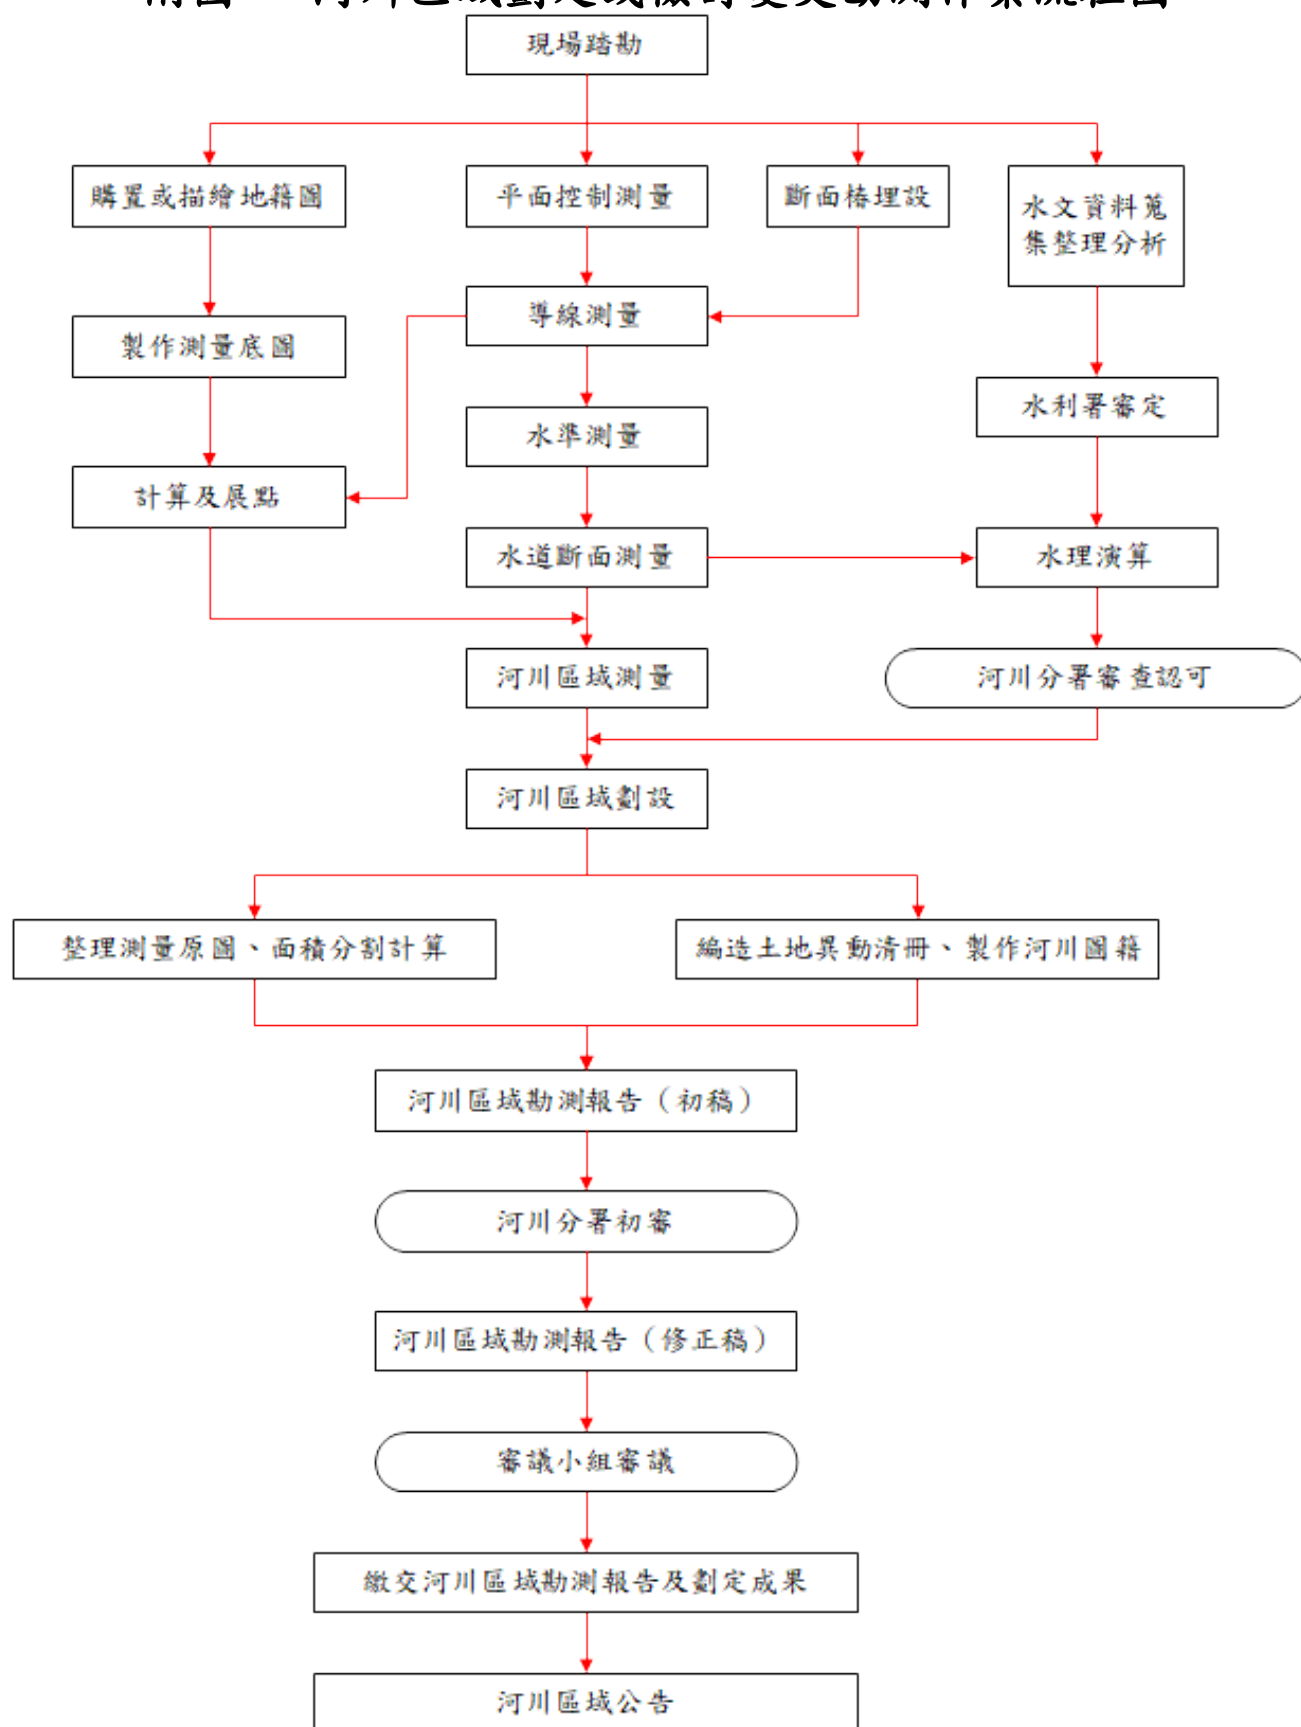 現場踏勘
購置或描繪地籍圖
平面控制測量
斷面樁埋設
水文資料蒐
集整理分析
導線測量
製作測量底圖
水利署審定
水準測量
計算及展點
水道斷面測量
水理演算
河川區域測量
河川分署審查認可
河川區域劃設
整理測量原圖、面積分割計算
編造土地異動清冊、製作河川圖籍
河川區域勘測報告（初稿）
河川分署初審
河川區域勘測報告（修正稿）
審議小組審議
繳交河川區域勘測報告及劃定成果
河川區域公告